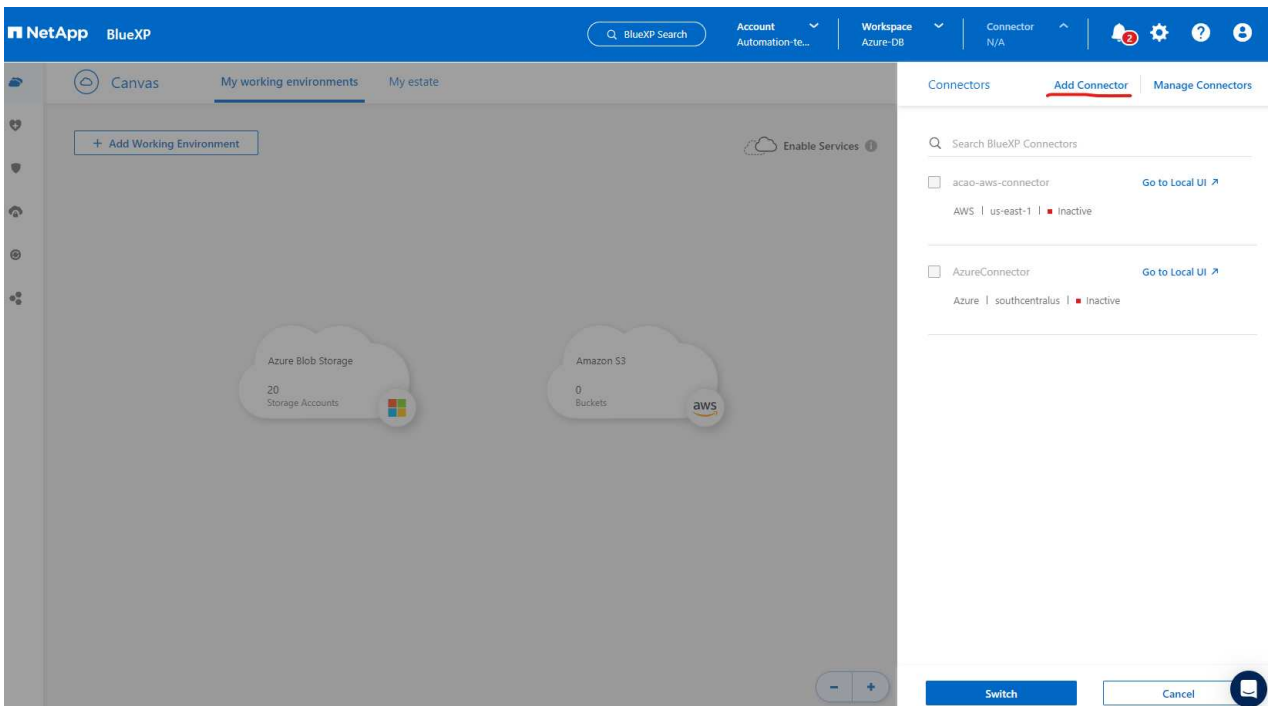 NetApp BlueXP
BlueXP Search
Account
Automation-te...
Workspace
Azure-DB
Connector
N/A
2
Canvas
My working environments
My estate
+ Add Working Environment
Enable Services
Azure Blob Storage
20
Storage Accounts
Amazon S3
0
Buckets
aws
- +
Connectors
Add Connector
Manage Connectors
Search BlueXP Connectors
acao-aws-connector
Go to Local UI
AWS | us-east-1 | Inactive
AzureConnector
Go to Local UI
Azure | southcentralus | Inactive
Switch
Cancel